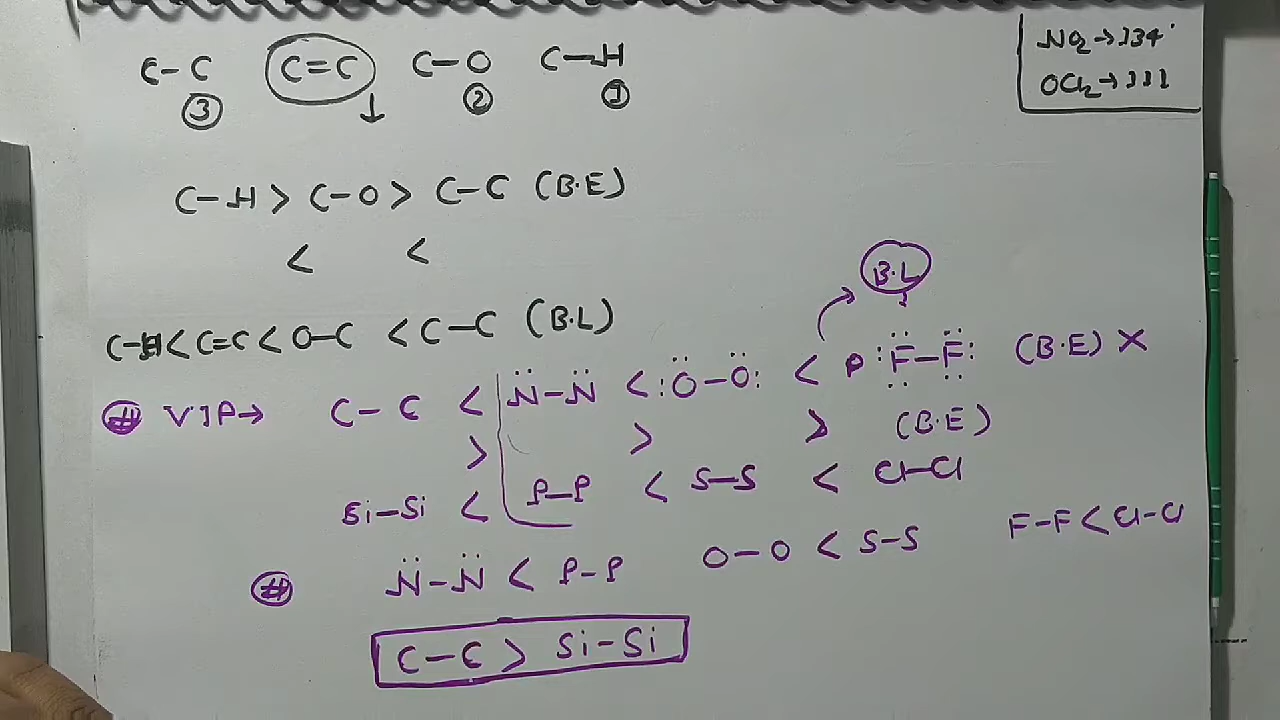 C-C C=C C-O C-H
③ ↓ ② ①
NO₂→134°
OCl₂→111
C-H > C-O > C-C (B.E)
< <
B.L
C-H < C=C < O-C < C-C (B.L)
# VIP→ C-C < N-N < :O-O: < P :F-F: (B.E) ×
> > > (B.E)
Si-Si < P-P < S-S < Cl-Cl
# N-N < P-P O-O < S-S F-F < Cl-Cl
C-C > Si-Si